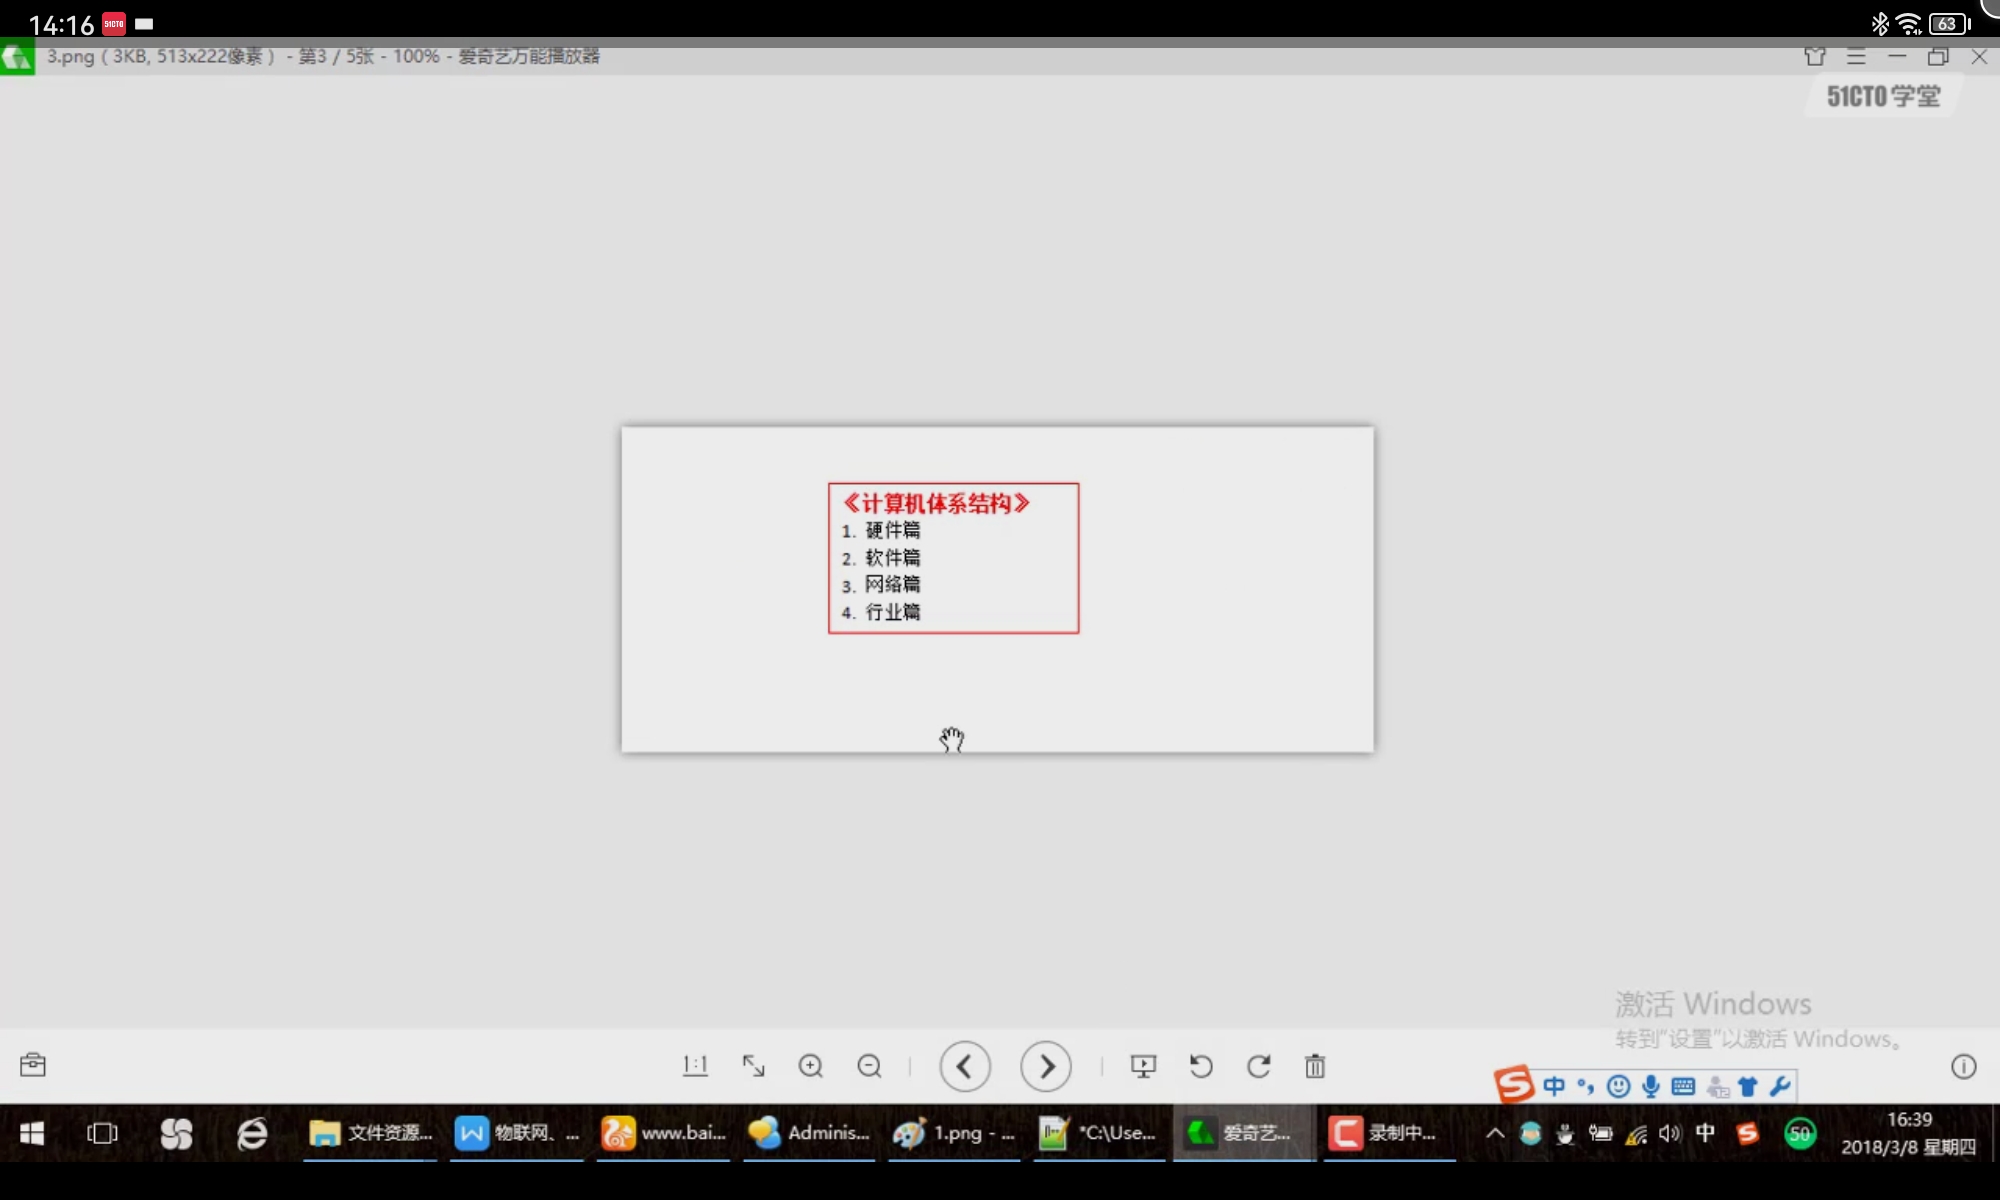 14:16
51CTO
63
3.png ( 3KB, 513x222像素 ) - 第3 / 5张 - 100% - 爱奇艺万能播放器
51CTO学堂
《计算机体系结构》
1. 硬件篇
2. 软件篇
3. 网络篇
4. 行业篇
激活 Windows
转到“设置”以激活 Windows。
1:1
中
文件资源...
物联网、...
www.bai...
Adminis...
1.png - ...
*C:\Use...
爱奇艺...
录制中...
中
50
16:39
2018/3/8 星期四